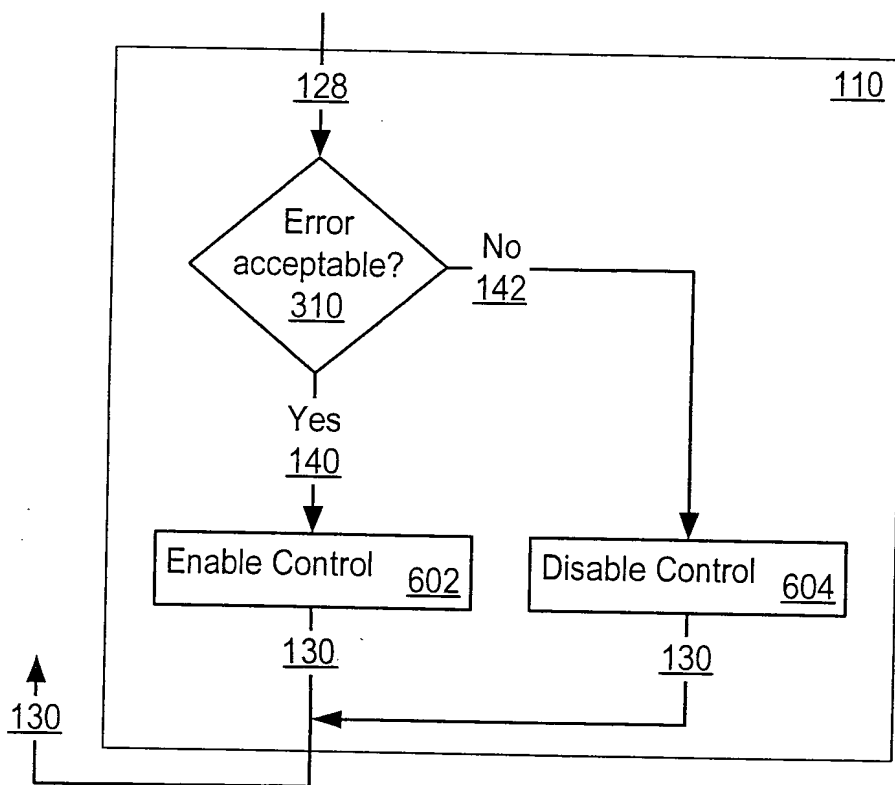 128
110
Error
acceptable?
310
No
142
Yes
140
Enable Control 602
Disable Control 604
130
130
130